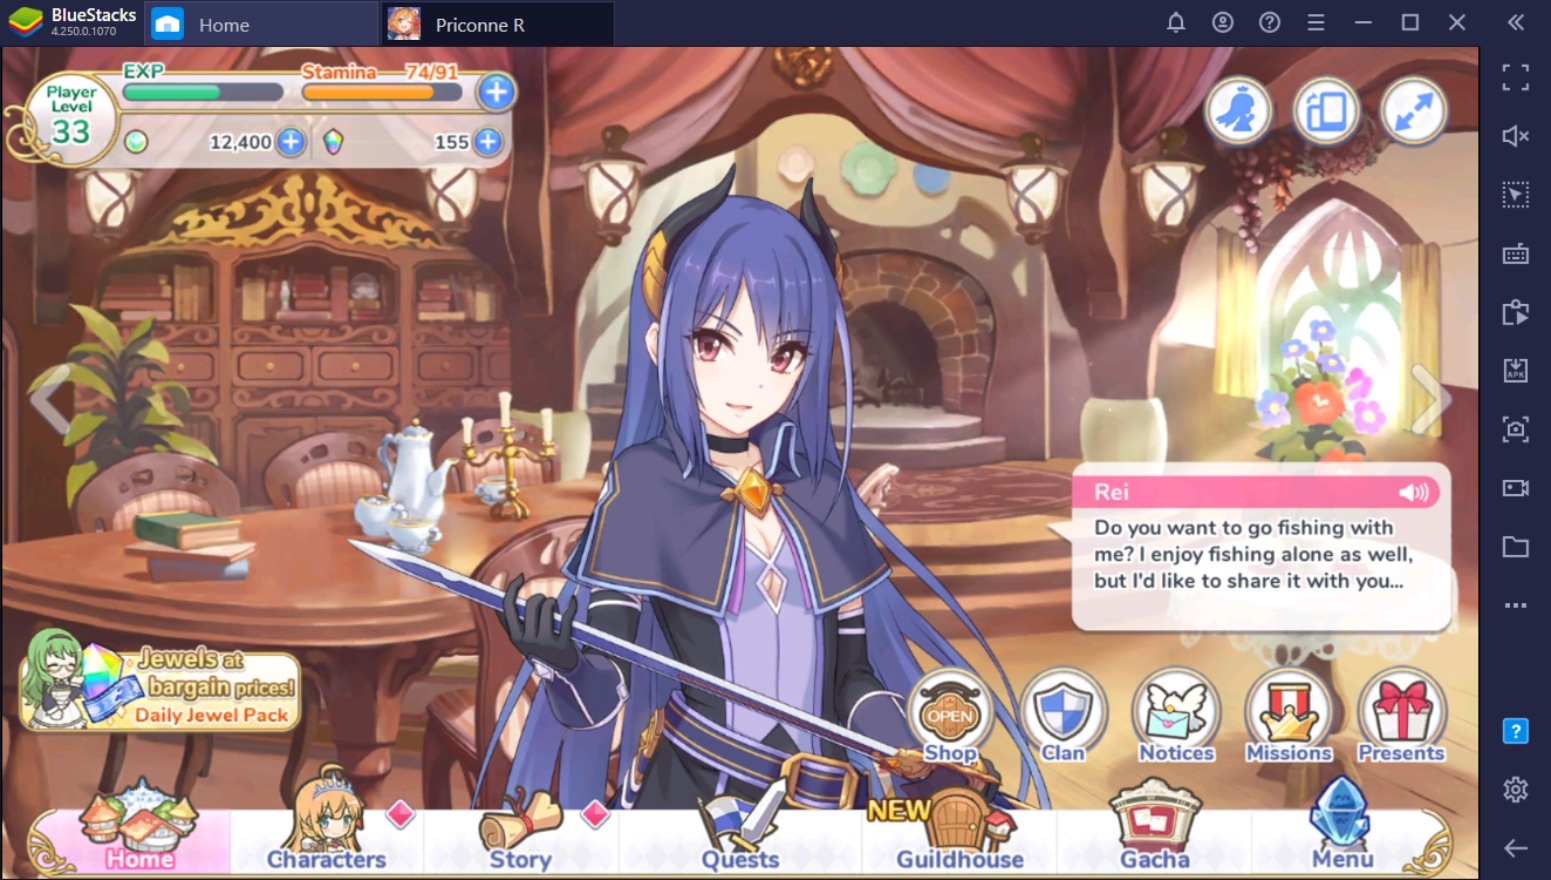 BlueStacks
4.250.0.1070
Home
Priconne R
EXP
Stamina 74/91
Player
Level
33
12,400
155
Rei
Do you want to go fishing with
me? I enjoy fishing alone as well,
but I'd like to share it with you...
Jewels at
bargain prices!
Daily Jewel Pack
OPEN
Shop
Clan
Notices
Missions
Presents
NEW
Home
Characters
Story
Quests
Guildhouse
Gacha
Menu
APK
?